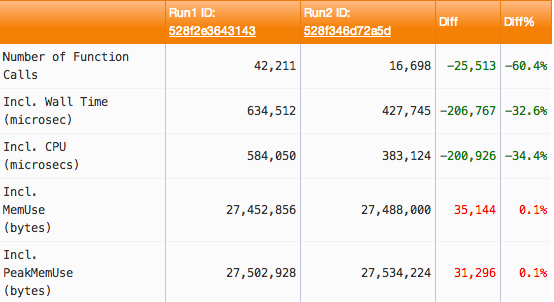 Run1 ID: Run2 ID: Diff Diff%
528f2e3643143 528f346d72a5d
Number of Function Calls 42,211 16,698 -25,513 -60.4%
Incl. Wall Time (microsec) 634,512 427,745 -206,767 -32.6%
Incl. CPU (microsecs) 584,050 383,124 -200,926 -34.4%
Incl. MemUse (bytes) 27,452,856 27,488,000 35,144 0.1%
Incl. PeakMemUse (bytes) 27,502,928 27,534,224 31,296 0.1%